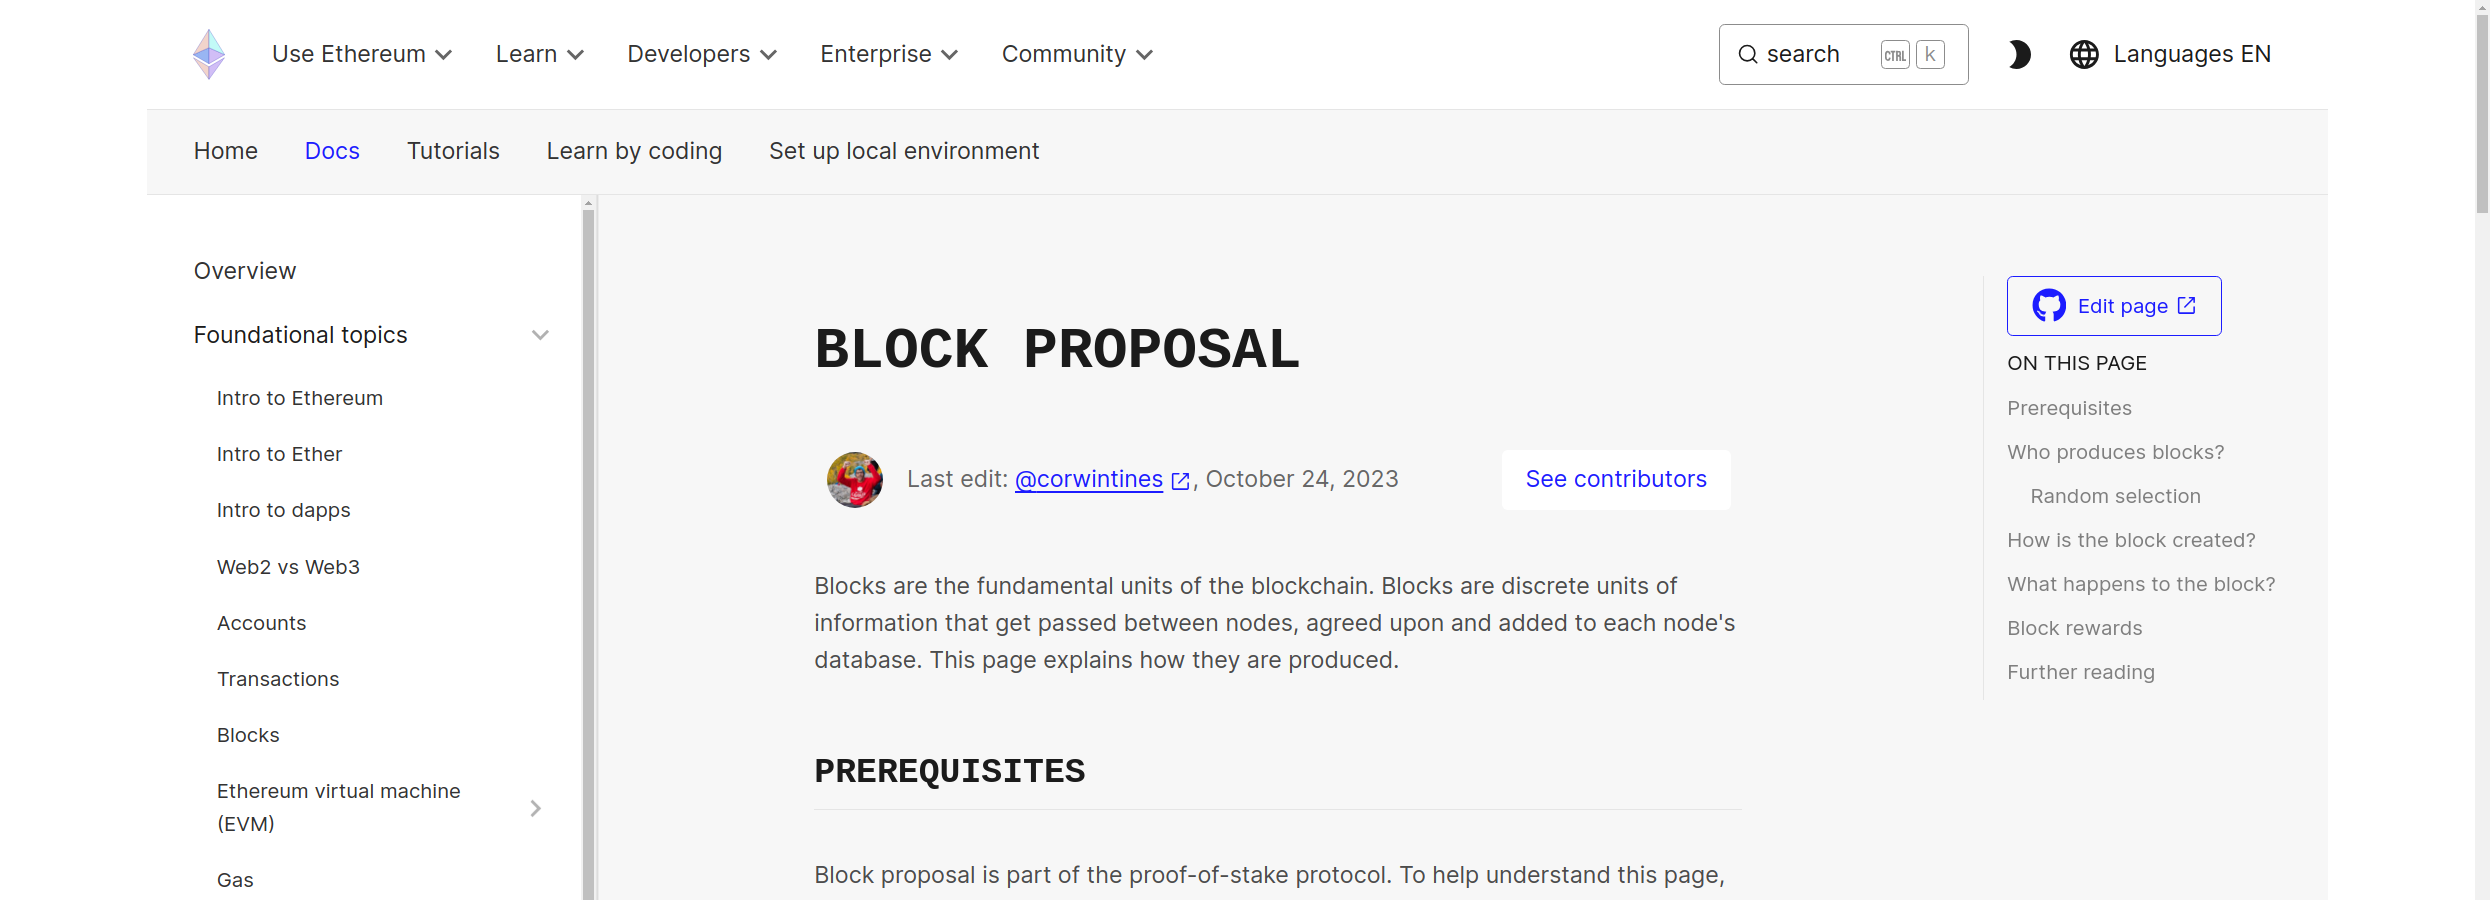 Use Ethereum
Learn
Developers
Enterprise
Community
search
CTRL
k
Languages EN
Home
Docs
Tutorials
Learn by coding
Set up local environment
Overview
Foundational topics
Intro to Ethereum
Intro to Ether
Intro to dapps
Web2 vs Web3
Accounts
Transactions
Blocks
Ethereum virtual machine
(EVM)
Gas
BLOCK PROPOSAL
Last edit: @corwintines, October 24, 2023
See contributors
Blocks are the fundamental units of the blockchain. Blocks are discrete units of
information that get passed between nodes, agreed upon and added to each node's
database. This page explains how they are produced.
PREREQUISITES
Block proposal is part of the proof-of-stake protocol. To help understand this page,
Edit page
ON THIS PAGE
Prerequisites
Who produces blocks?
Random selection
How is the block created?
What happens to the block?
Block rewards
Further reading